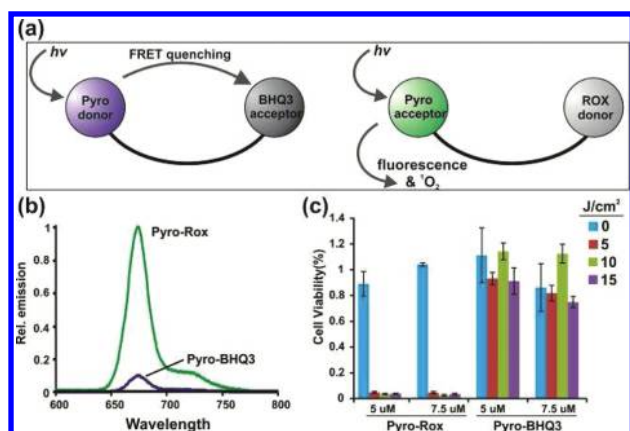 (a)
hν
FRET quenching
Pyro
donor
BHQ3
acceptor
hν
Pyro
acceptor
ROX
donor
fluorescence
& ¹O₂
(b)
Rel. emission
1
0.8
0.6
0.4
0.2
0
Pyro-Rox
Pyro-BHQ3
600
650
700
750
800
Wavelength
(c)
J/cm²
0
5
10
15
Cell Viability(%)
1.4
1.2
1
0.8
0.6
0.4
0.2
0
5 uM
7.5 uM
5 uM
7.5 uM
Pyro-Rox
Pyro-BHQ3